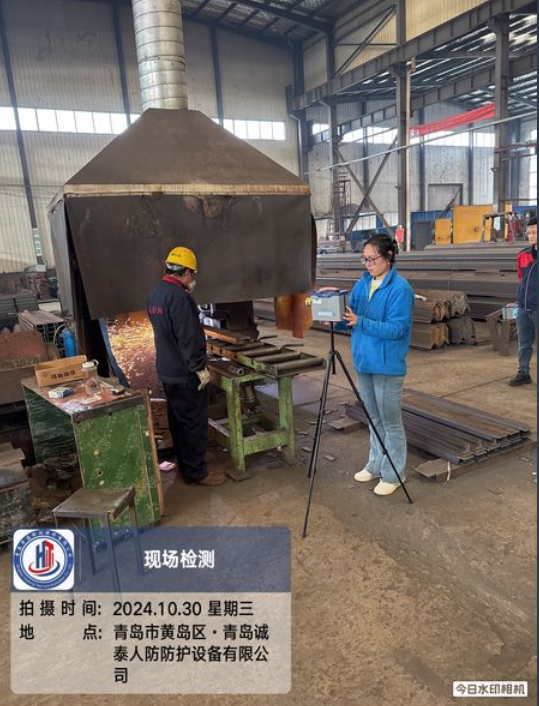 现场检测
拍摄时间: 2024.10.30 星期三
地 点: 青岛市黄岛区·青岛诚
泰人防防护设备有限公
司
今日水印相机